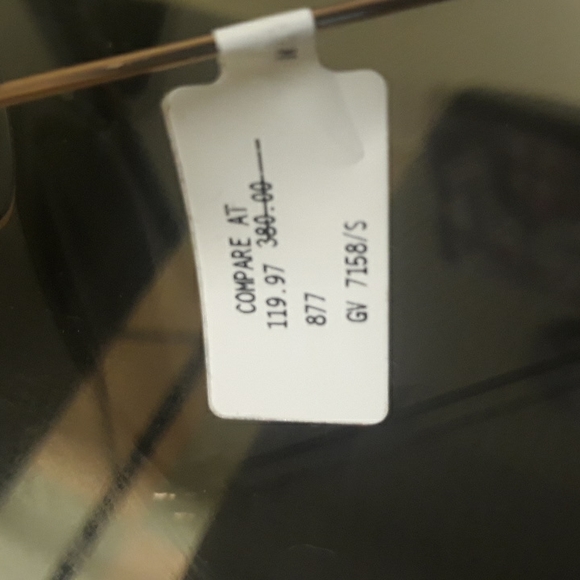 COMPARE AT
119.97 380.00
877
GV 7158/S